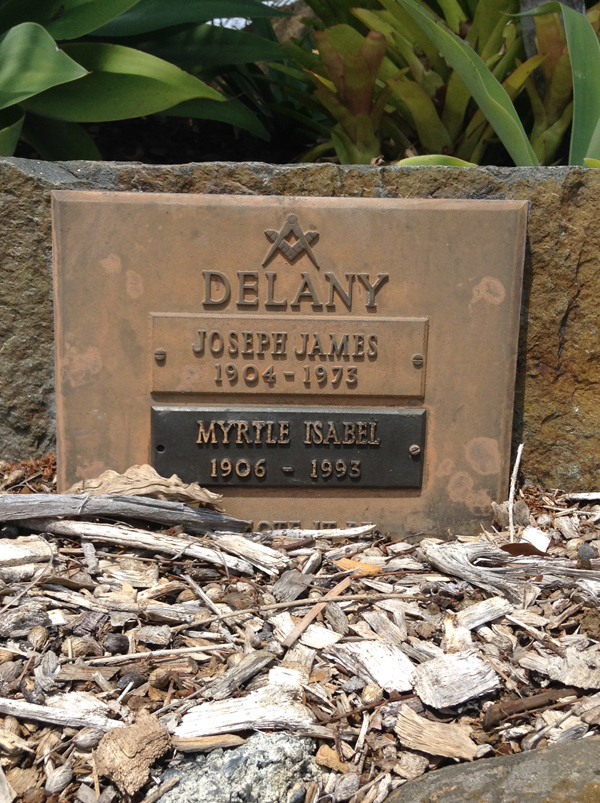 DELANY
JOSEPH JAMES
1904 - 1973
MYRTLE ISABEL
1906 - 1993